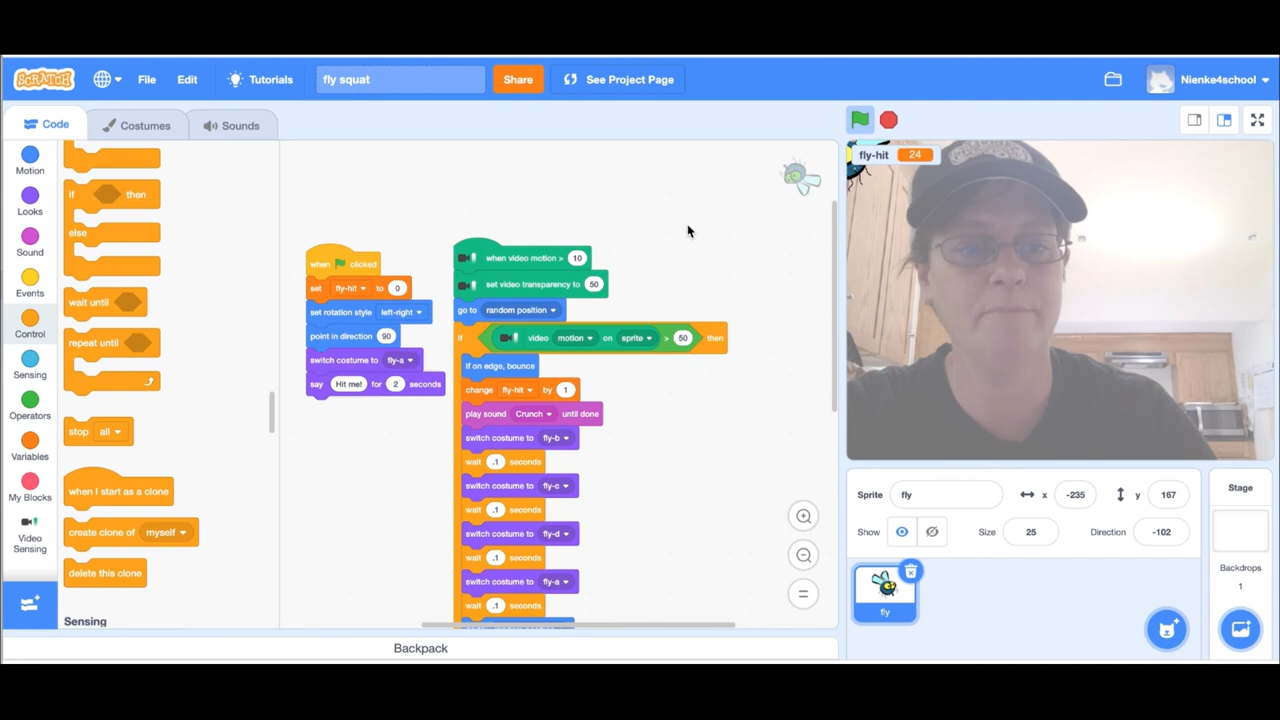 SCRATCH File Edit Tutorials fly squat Share See Project Page Nienke4school
Code Costumes Sounds
Motion
Looks
Sound
Events
Control
Sensing
Operators
Variables
My Blocks
Video
Sensing
if then
else
wait until
repeat until
stop all
when I start as a clone
create clone of myself
delete this clone
Sensing
when clicked
set fly-hit to 0
set rotation style left-right
point in direction 90
switch costume to fly-a
say Hit me! for 2 seconds
when video motion > 10
set video transparency to 50
go to random position
if video motion on sprite > 50 then
if on edge, bounce
change fly-hit by 1
play sound Crunch until done
switch costume to fly-b
wait .1 seconds
switch costume to fly-c
wait .1 seconds
switch costume to fly-d
wait .1 seconds
switch costume to fly-a
wait .1 seconds
Backpack
fly-hit 24
Sprite fly x -235 y 167
Show Size 25 Direction -102
fly
Stage
Backdrops
1